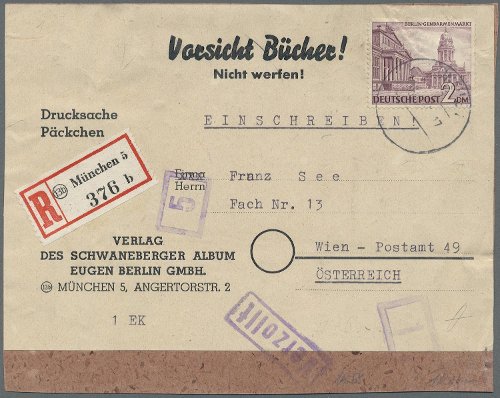 Vorsicht Bücher!
Nicht werfen!
BERLIN-GENDARMENMARKT
DEUTSCHE POST 2 DM
Drucksache
Päckchen
EINSCHREIBEN!
R München 5
376 b
Firma
Herrn
Franz See
Fach Nr. 13
5
VERLAG
DES SCHWANEBERGER ALBUM
EUGEN BERLIN GMBH.
MÜNCHEN 5, ANGERTORSTR. 2
Wien - Postamt 49
ÖSTERREICH
1 EK